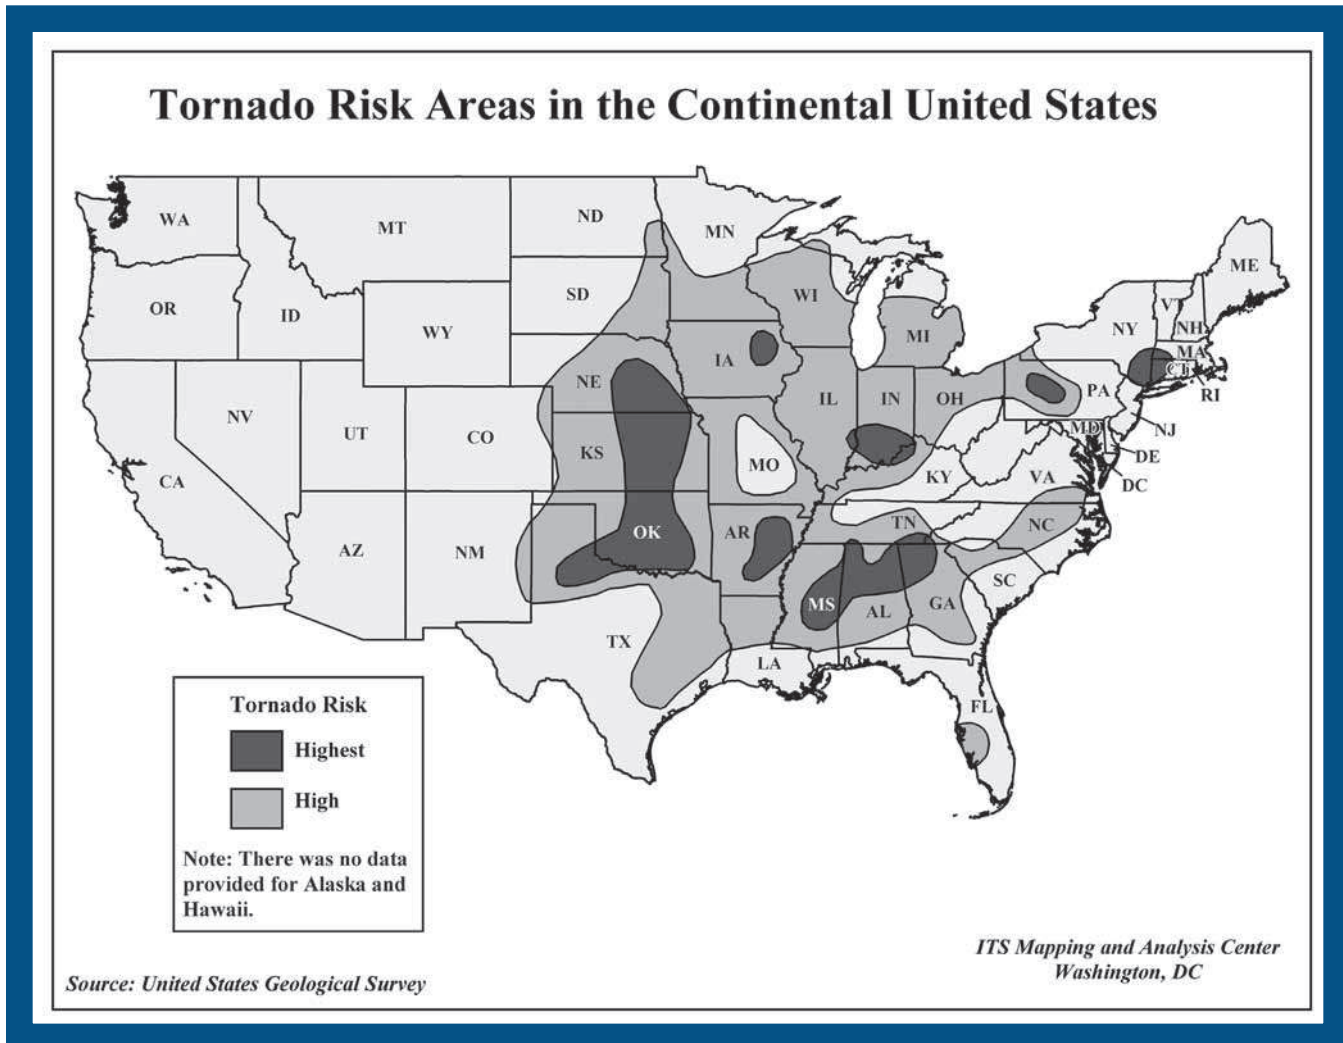 Tornado Risk Areas in the Continental United States
WA
MT
ND
MN
ME
OR
ID
WY
SD
WI
MI
NY
VT
NH
MA
CT
RI
NV
UT
CO
NE
IA
IL
IN
OH
PA
NJ
CA
KS
MO
KY
VA
MD
DE
DC
AZ
NM
OK
AR
TN
NC
TX
MS
AL
GA
SC
LA
FL
Tornado Risk
Highest
High
Note: There was no data
provided for Alaska and
Hawaii.
ITS Mapping and Analysis Center
Washington, DC
Source: United States Geological Survey